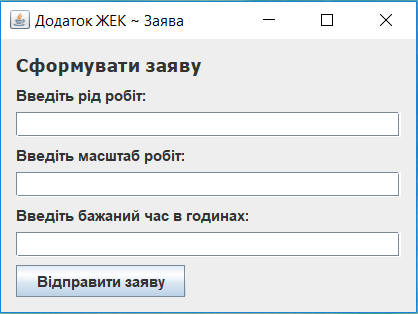 Додаток ЖЕК ~ Заява
Сформувати заяву
Введіть рід робіт:
Введіть масштаб робіт:
Введіть бажаний час в годинах:
Відправити заяву